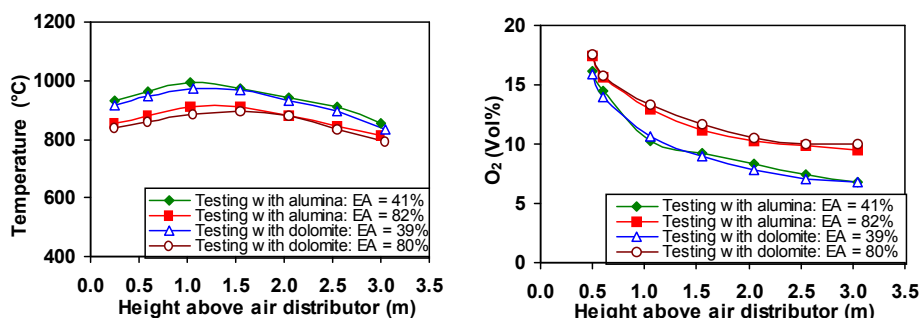 1200
1000
800
600
400
Temperature (°C)
Testing with alumina: EA = 41%
Testing with alumina: EA = 82%
Testing with dolomite: EA = 39%
Testing with dolomite: EA = 80%
0.0 0.5 1.0 1.5 2.0 2.5 3.0 3.5
Height above air distributor (m)
20
15
10
5
0
O₂ (Vol%)
Testing with alumina: EA = 41%
Testing with alumina: EA = 82%
Testing with dolomite: EA = 39%
Testing with dolomite: EA = 80%
0.0 0.5 1.0 1.5 2.0 2.5 3.0 3.5
Height above air distributor (m)